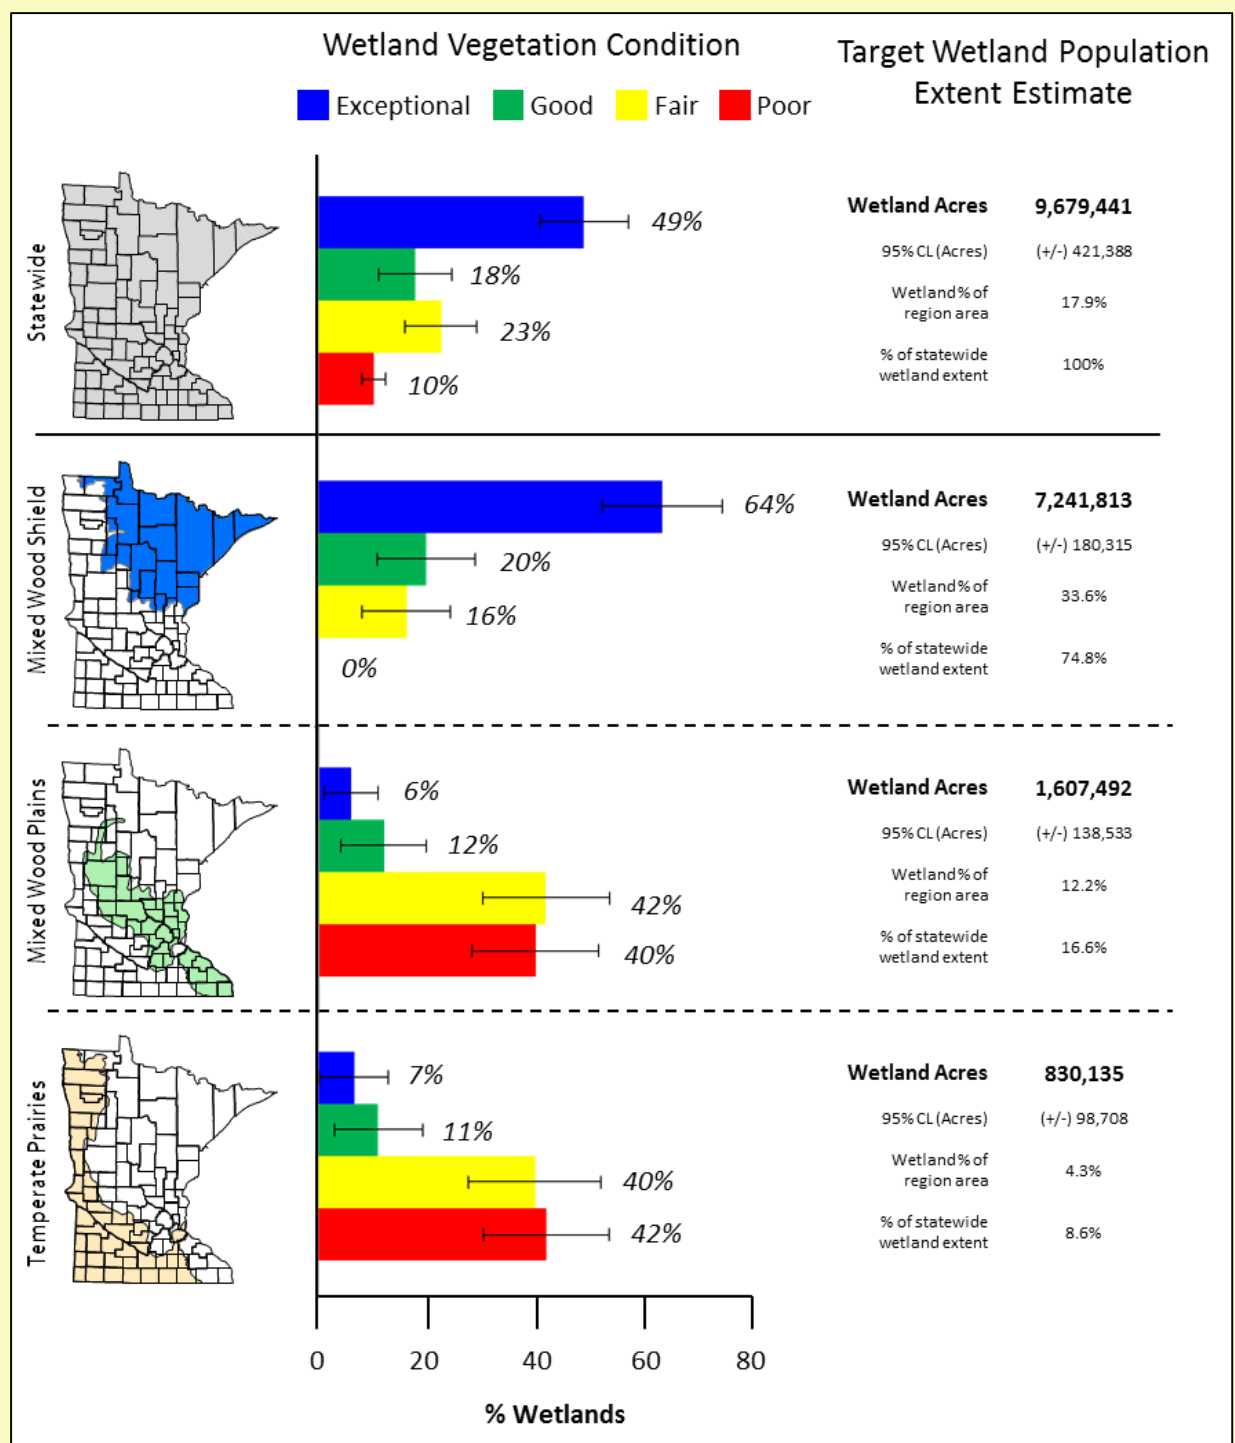 Wetland Vegetation Condition
Target Wetland Population
Extent Estimate
Exceptional Good Fair Poor
Statewide
49%
18%
23%
10%
Wetland Acres 9,679,441
95% CL (Acres) (+/-) 421,388
Wetland % of
region area 17.9%
% of statewide
wetland extent 100%
Mixed Wood Shield
64%
20%
16%
0%
Wetland Acres 7,241,813
95% CL (Acres) (+/-) 180,315
Wetland % of
region area 33.6%
% of statewide
wetland extent 74.8%
Mixed Wood Plains
6%
12%
42%
40%
Wetland Acres 1,607,492
95% CL (Acres) (+/-) 138,533
Wetland % of
region area 12.2%
% of statewide
wetland extent 16.6%
Temperate Prairies
7%
11%
40%
42%
Wetland Acres 830,135
95% CL (Acres) (+/-) 98,708
Wetland % of
region area 4.3%
% of statewide
wetland extent 8.6%
0 20 40 60 80
% Wetlands